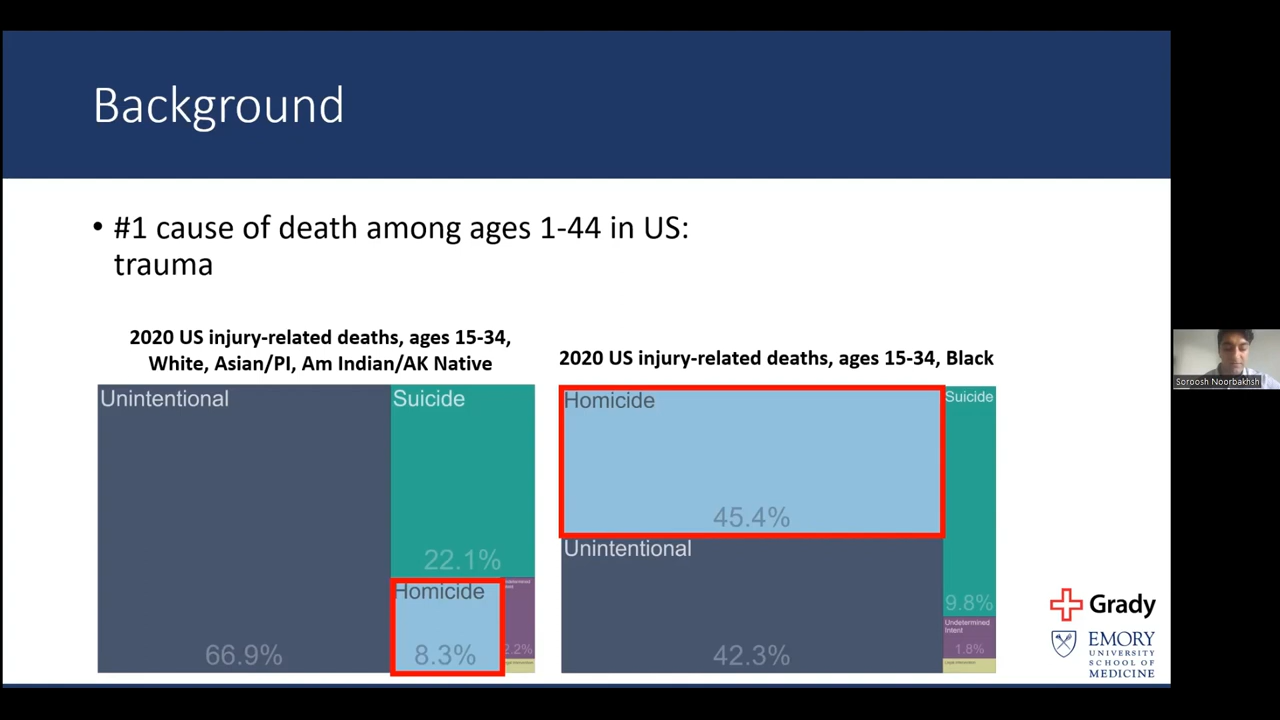 Background
• #1 cause of death among ages 1-44 in US:
trauma
2020 US injury-related deaths, ages 15-34,
White, Asian/PI, Am Indian/AK Native
Unintentional
66.9%
Suicide
22.1%
Homicide
8.3%
2.2%
2020 US injury-related deaths, ages 15-34, Black
Homicide
45.4%
Unintentional
42.3%
Suicide
9.8%
Undetermined
Intent
1.8%
Grady
EMORY
UNIVERSITY
SCHOOL OF
MEDICINE
Soroosh Noorbakhsh